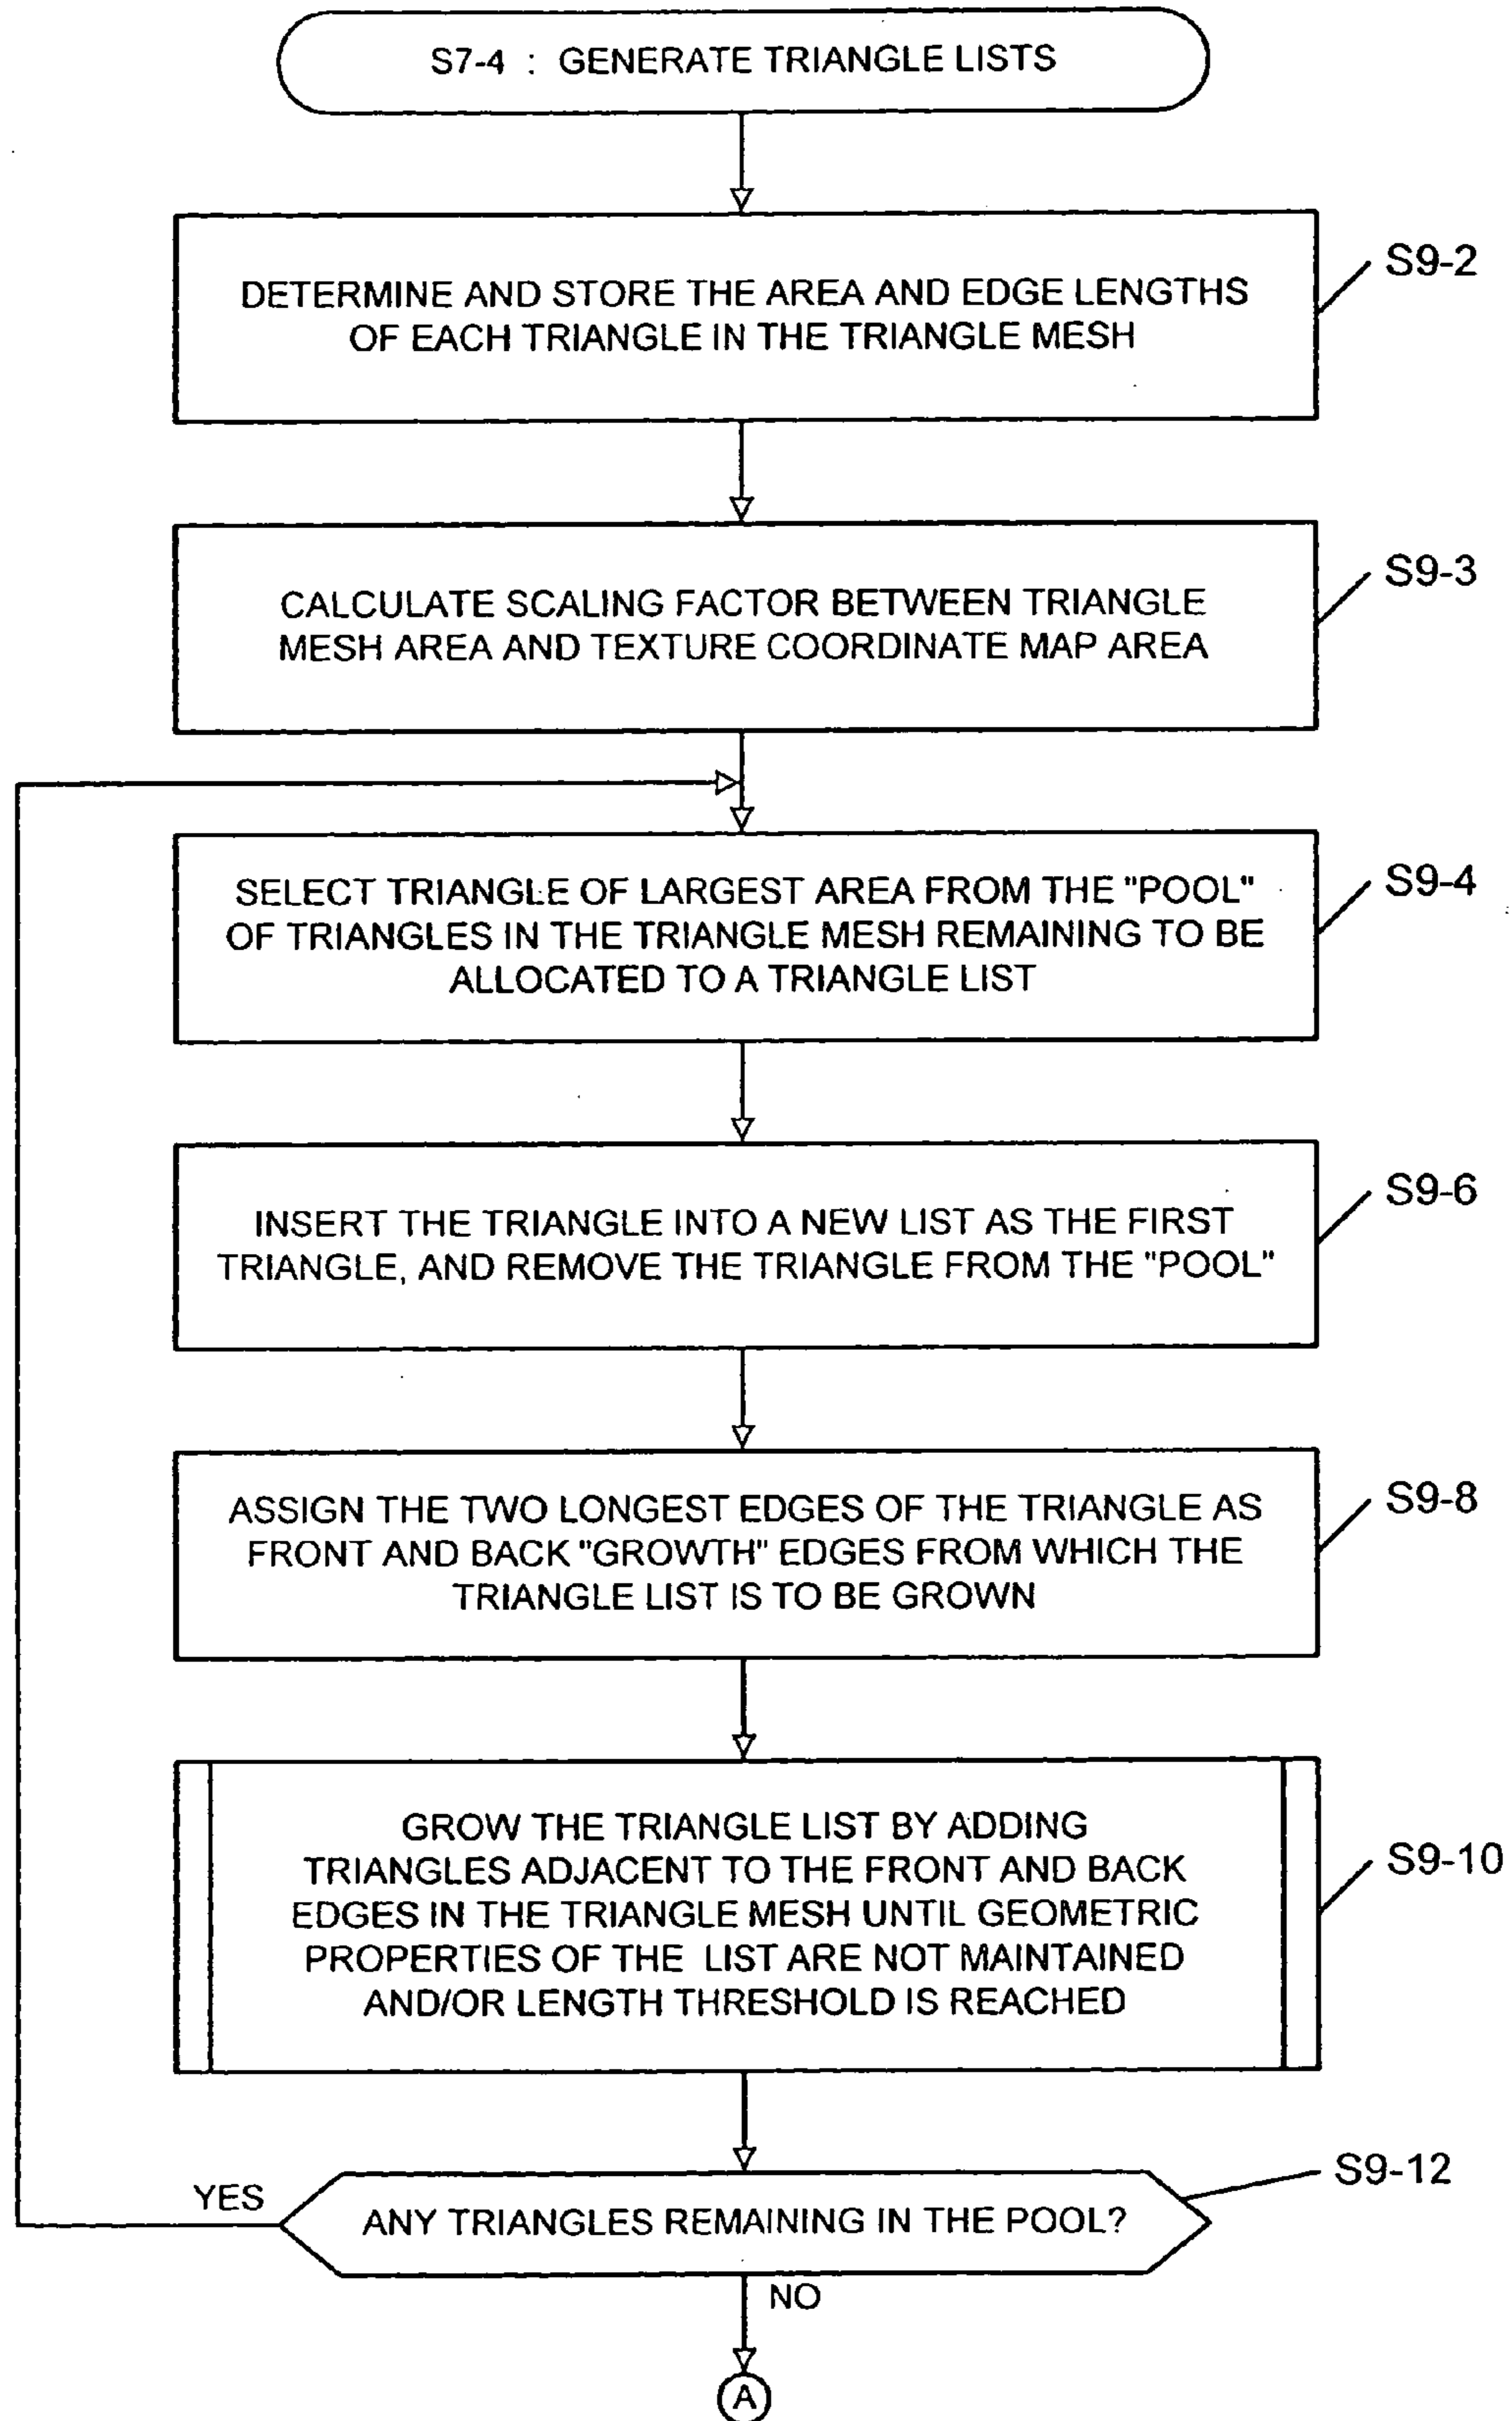 S7-4 : GENERATE TRIANGLE LISTS
S9-2
DETERMINE AND STORE THE AREA AND EDGE LENGTHS
OF EACH TRIANGLE IN THE TRIANGLE MESH
S9-3
CALCULATE SCALING FACTOR BETWEEN TRIANGLE
MESH AREA AND TEXTURE COORDINATE MAP AREA
S9-4
SELECT TRIANGLE OF LARGEST AREA FROM THE "POOL"
OF TRIANGLES IN THE TRIANGLE MESH REMAINING TO BE
ALLOCATED TO A TRIANGLE LIST
S9-6
INSERT THE TRIANGLE INTO A NEW LIST AS THE FIRST
TRIANGLE, AND REMOVE THE TRIANGLE FROM THE "POOL"
S9-8
ASSIGN THE TWO LONGEST EDGES OF THE TRIANGLE AS
FRONT AND BACK "GROWTH" EDGES FROM WHICH THE
TRIANGLE LIST IS TO BE GROWN
S9-10
GROW THE TRIANGLE LIST BY ADDING
TRIANGLES ADJACENT TO THE FRONT AND BACK
EDGES IN THE TRIANGLE MESH UNTIL GEOMETRIC
PROPERTIES OF THE LIST ARE NOT MAINTAINED
AND/OR LENGTH THRESHOLD IS REACHED
S9-12
YES
ANY TRIANGLES REMAINING IN THE POOL?
NO
A